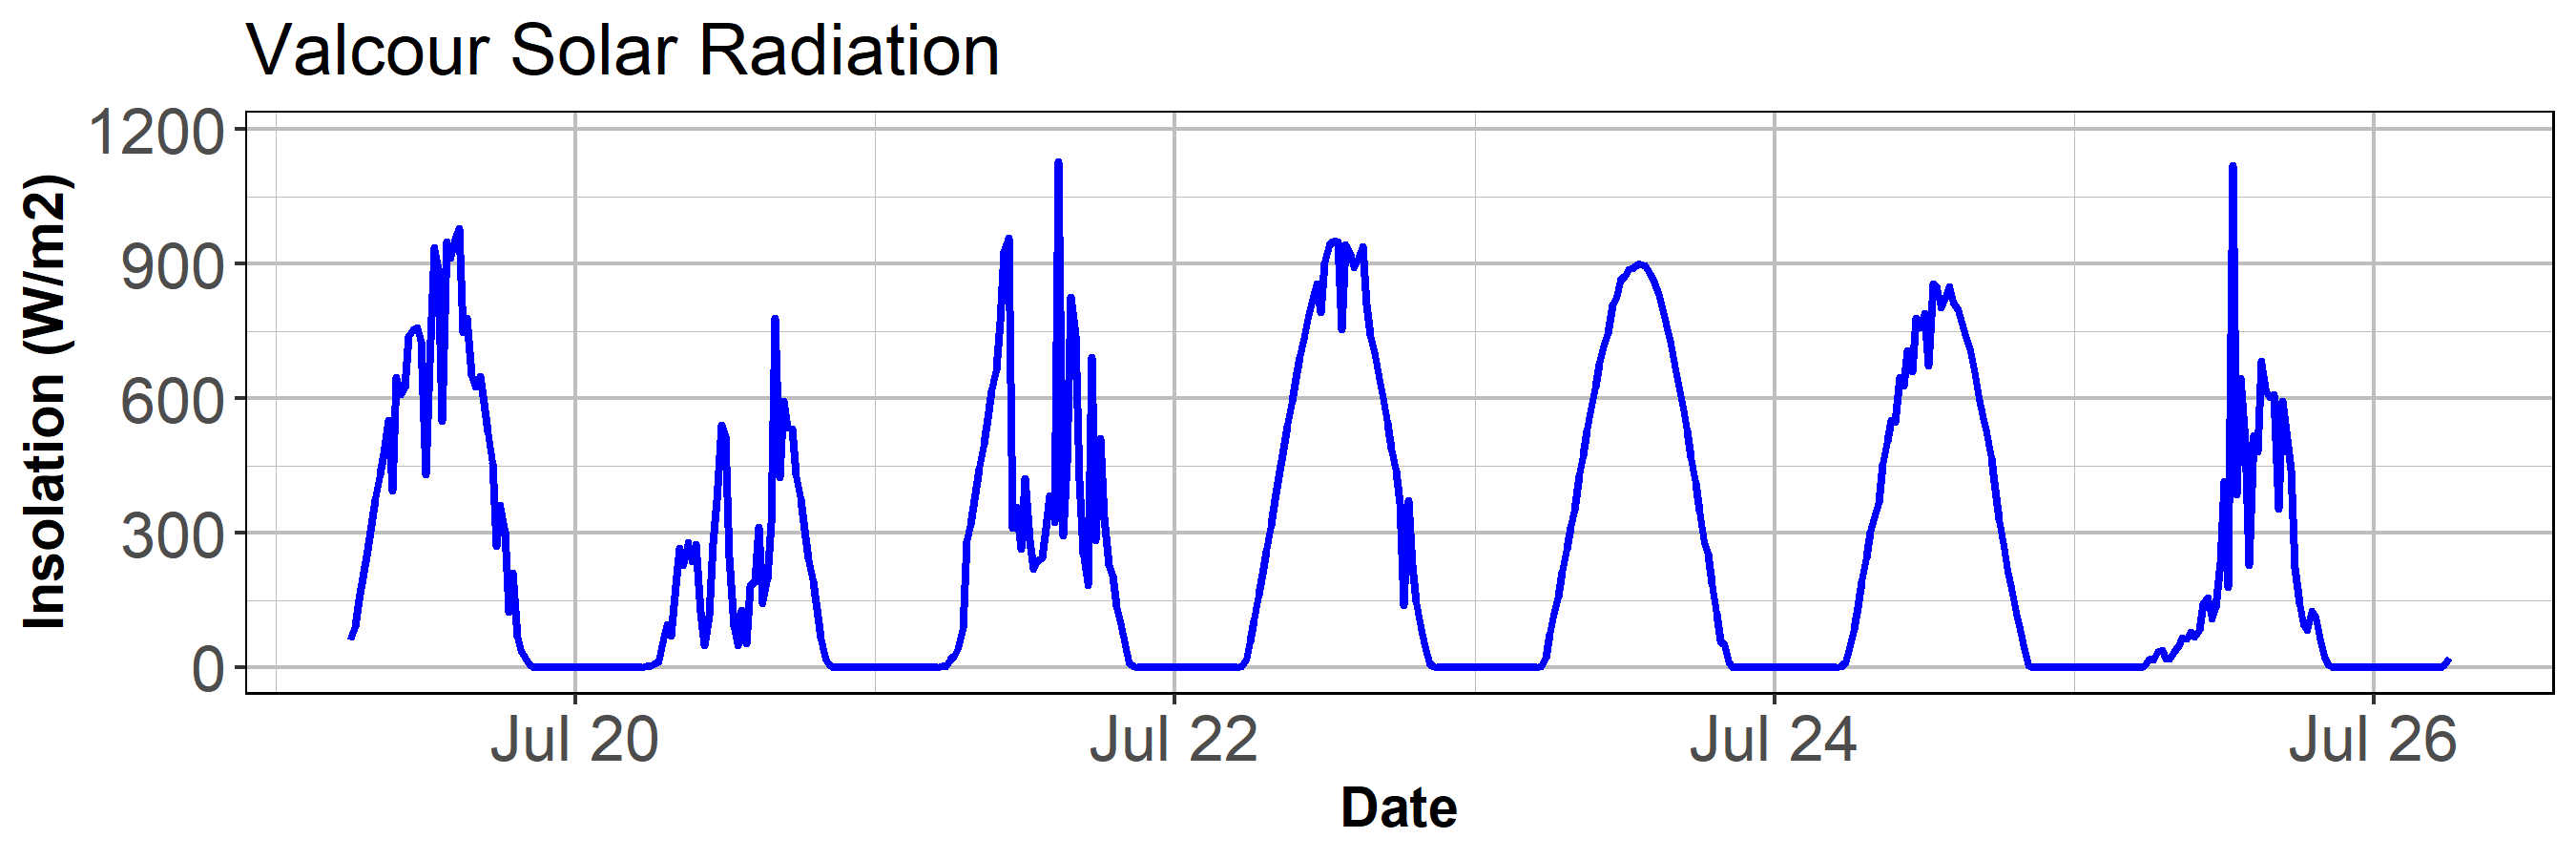 Valcour Solar Radiation
Insolation (W/m2)
1200
900
600
300
0
Jul 20
Jul 22
Jul 24
Jul 26
Date